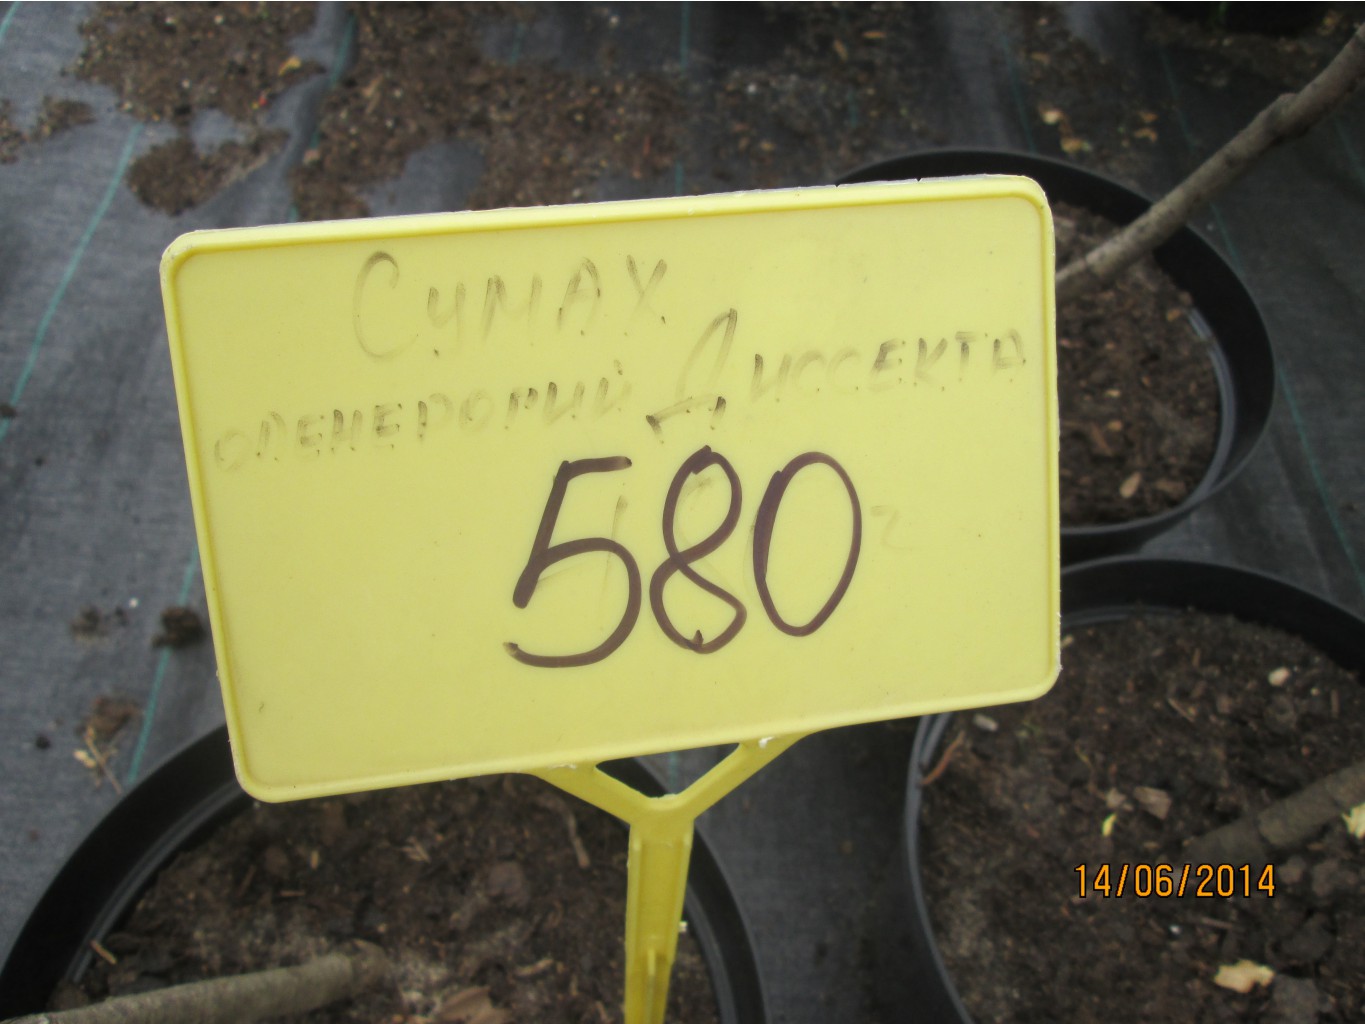 Сумах
оленерогий Диссекта
580
14/06/2014